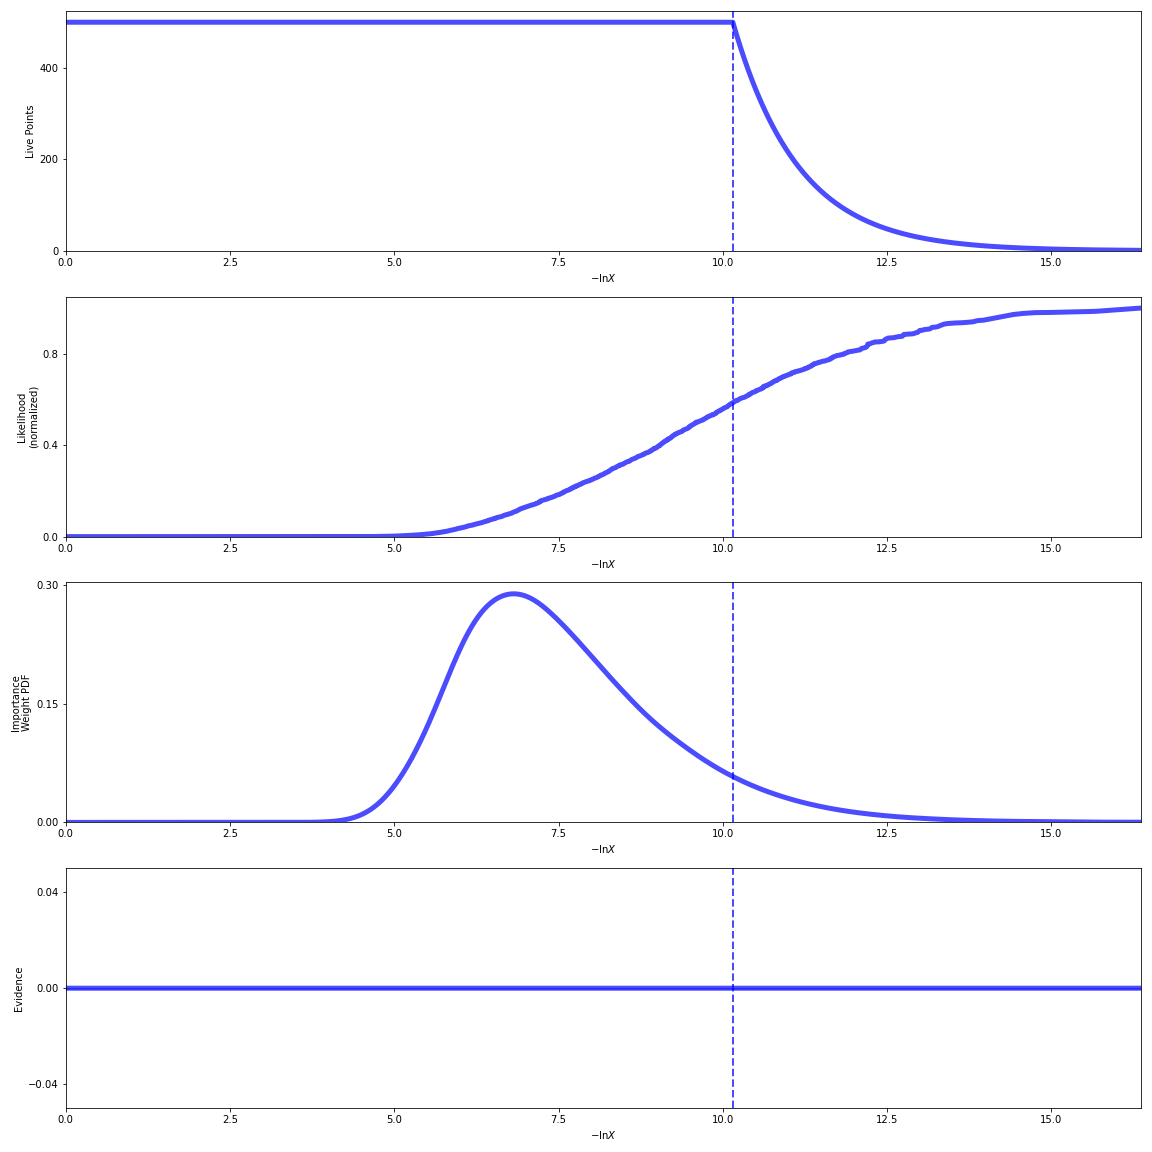 400
200
0
Live Points
0.0 2.5 5.0 7.5 10.0 12.5 15.0
−lnX
0.8
0.4
0.0
Likelihood
(normalized)
0.0 2.5 5.0 7.5 10.0 12.5 15.0
−lnX
0.30
0.15
0.00
Importance
Weight PDF
0.0 2.5 5.0 7.5 10.0 12.5 15.0
−lnX
0.04
0.00
−0.04
Evidence
0.0 2.5 5.0 7.5 10.0 12.5 15.0
−lnX